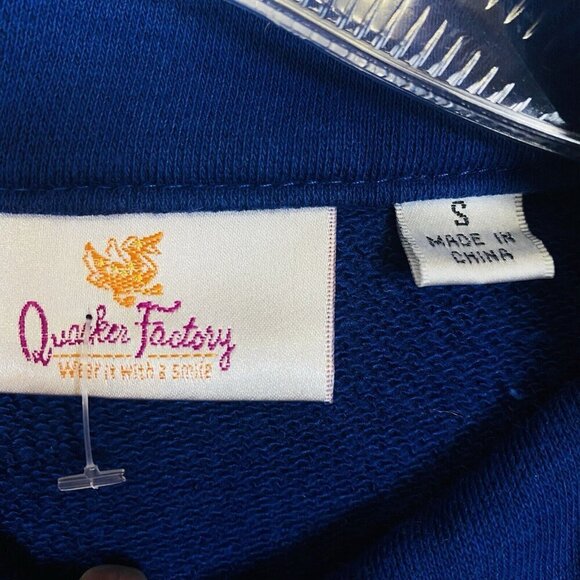 Quacker Factory
Wear it with a smile
S
MADE IN
CHINA